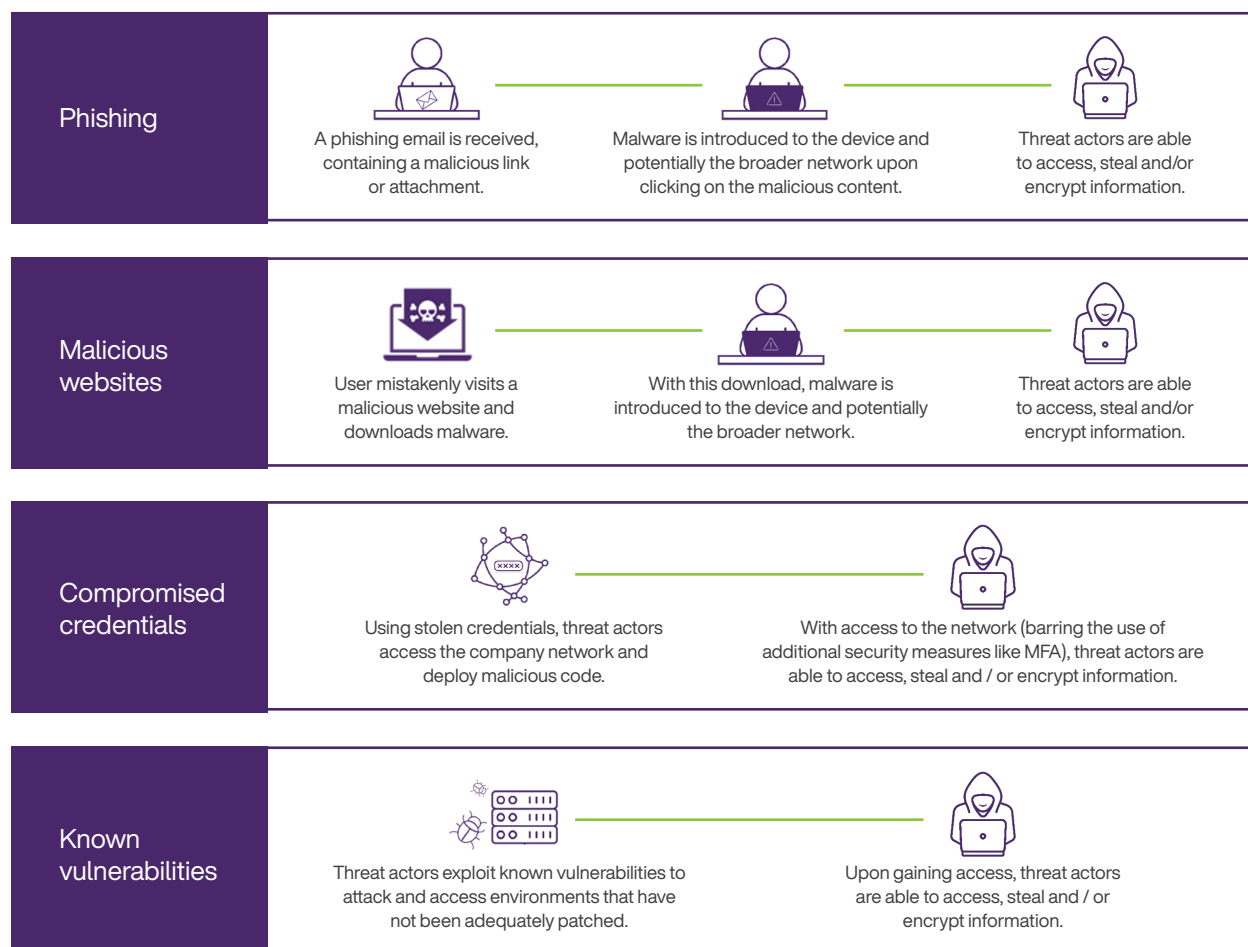 Phishing
A phishing email is received,
containing a malicious link
or attachment.
Malware is introduced to the device and
potentially the broader network upon
clicking on the malicious content.
Threat actors are able
to access, steal and/or
encrypt information.
Malicious
websites
User mistakenly visits a
malicious website and
downloads malware.
With this download, malware is
introduced to the device and potentially
the broader network.
Threat actors are able
to access, steal and/or
encrypt information.
Compromised
credentials
xxxx
Using stolen credentials, threat actors
access the company network and
deploy malicious code.
With access to the network (barring the use of
additional security measures like MFA), threat actors are
able to access, steal and / or encrypt information.
Known
vulnerabilities
Threat actors exploit known vulnerabilities to
attack and access environments that have
not been adequately patched.
Upon gaining access, threat actors
are able to access, steal and / or
encrypt information.